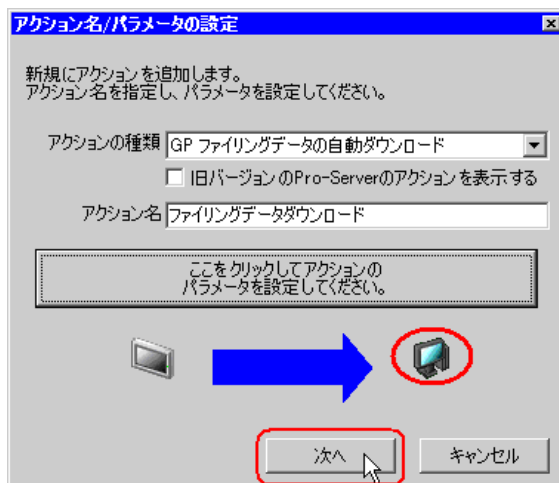 アクション名/パラメータの設定
新規にアクションを追加します。
アクション名を指定し、パラメータを設定してください。
アクションの種類 GP ファイリングデータの自動ダウンロード
旧バージョンのPro-Serverのアクションを表示する
アクション名 ファイリングデータダウンロード
ここをクリックしてアクションの
パラメータを設定してください。
次へ キャンセル